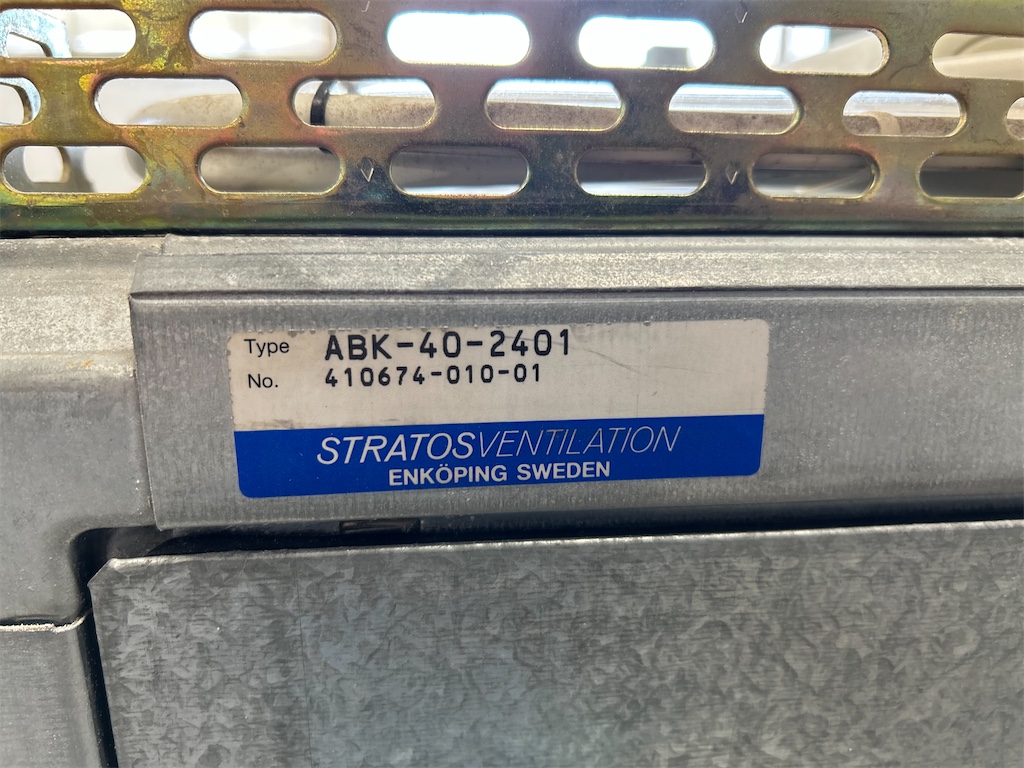 Type ABK-40-2401
No. 410674-010-01
STRATOSVENTILATION
ENKÖPING SWEDEN